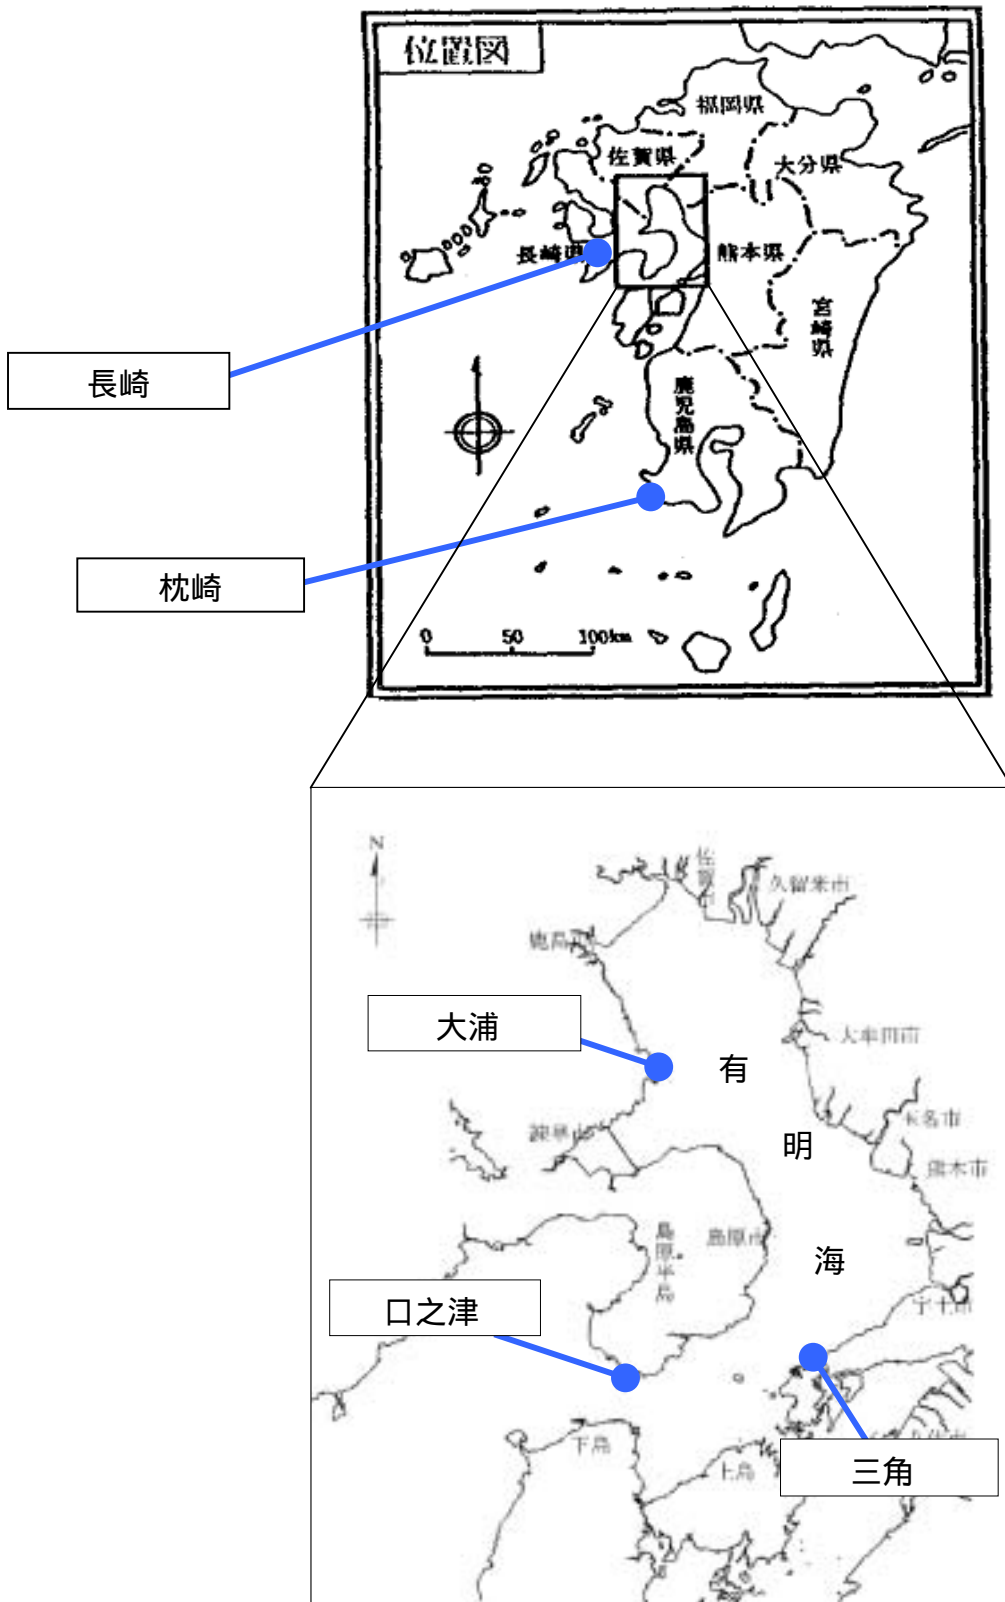 位置図
福岡県
佐賀県
大分県
長崎県
熊本県
宮崎県
鹿児島県
長崎
枕崎
0 50 100km
N
佐賀市
久留米市
鹿島市
大浦
有明海
大牟田市
玉名市
諫早市
熊本市
島原市
島原半島
口之津
宇土市
下島
上島
三角